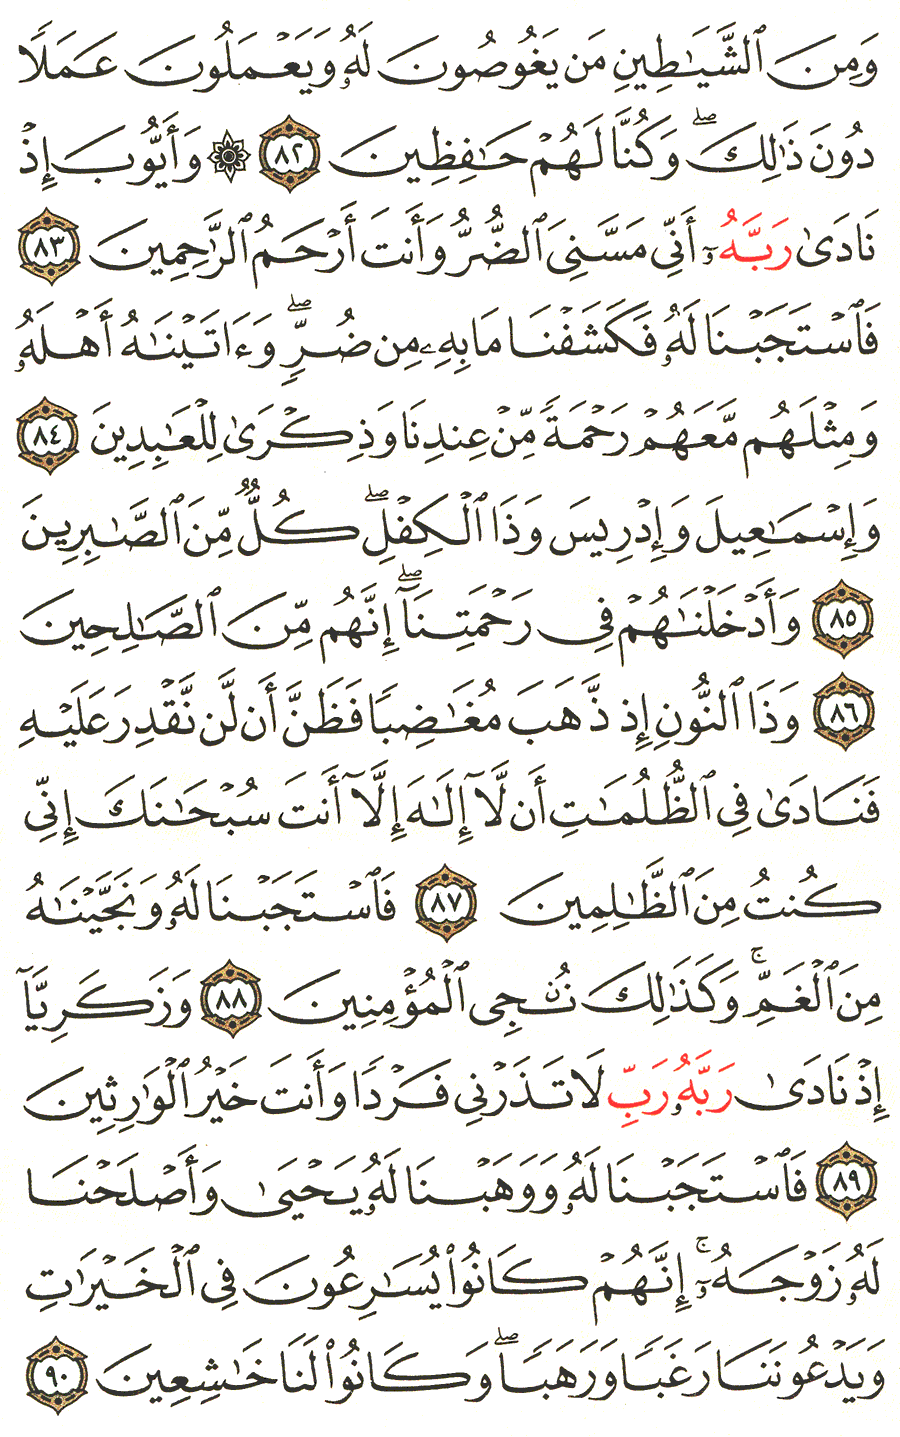 وَمِنَ ٱلشَّيَـٰطِينِ مَن يَغُوصُونَ لَهُۥ وَيَعْمَلُونَ عَمَلًا
دُونَ ذَٰلِكَ ۖ وَكُنَّا لَهُمْ حَـٰفِظِينَ ٨٢ ۞ وَأَيُّوبَ إِذْ
نَادَىٰ رَبَّهُۥٓ أَنِّى مَسَّنِىَ ٱلضُّرُّ وَأَنتَ أَرْحَمُ ٱلرَّٰحِمِينَ ٨٣
فَٱسْتَجَبْنَا لَهُۥ فَكَشَفْنَا مَا بِهِۦ مِن ضُرٍّ ۖ وَءَاتَيْنَـٰهُ أَهْلَهُۥ
وَمِثْلَهُم مَّعَهُمْ رَحْمَةً مِّنْ عِندِنَا وَذِكْرَىٰ لِلْعَـٰبِدِينَ ٨٤
وَإِسْمَـٰعِيلَ وَإِدْرِيسَ وَذَا ٱلْكِفْلِ ۖ كُلٌّ مِّنَ ٱلصَّـٰبِرِينَ
٨٥ وَأَدْخَلْنَـٰهُمْ فِى رَحْمَتِنَآ ۖ إِنَّهُم مِّنَ ٱلصَّـٰلِحِينَ
٨٦ وَذَا ٱلنُّونِ إِذ ذَّهَبَ مُغَـٰضِبًا فَظَنَّ أَن لَّن نَّقْدِرَ عَلَيْهِ
فَنَادَىٰ فِى ٱلظُّلُمَـٰتِ أَن لَّآ إِلَـٰهَ إِلَّآ أَنتَ سُبْحَـٰنَكَ إِنِّى
كُنتُ مِنَ ٱلظَّـٰلِمِينَ ٨٧ فَٱسْتَجَبْنَا لَهُۥ وَنَجَّيْنَـٰهُ
مِنَ ٱلْغَمِّ ۚ وَكَذَٰلِكَ نُـۨجِى ٱلْمُؤْمِنِينَ ٨٨ وَزَكَرِيَّآ
إِذْ نَادَىٰ رَبَّهُۥ رَبِّ لَا تَذَرْنِى فَرْدًا وَأَنتَ خَيْرُ ٱلْوَٰرِثِينَ
٨٩ فَٱسْتَجَبْنَا لَهُۥ وَوَهَبْنَا لَهُۥ يَحْيَىٰ وَأَصْلَحْنَا
لَهُۥ زَوْجَهُۥٓ ۚ إِنَّهُمْ كَانُوا۟ يُسَـٰرِعُونَ فِى ٱلْخَيْرَٰتِ
وَيَدْعُونَنَا رَغَبًا وَرَهَبًا ۖ وَكَانُوا۟ لَنَا خَـٰشِعِينَ ٩٠